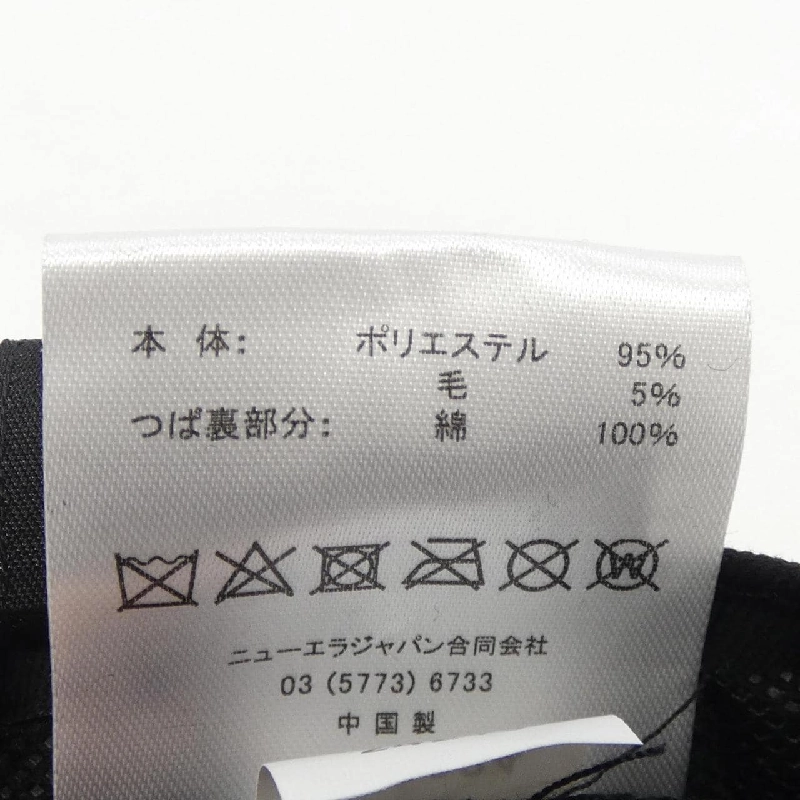 本 体: ポリエステル 95%
毛 5%
つば裏部分: 綿 100%
W
ニューエラジャパン合同会社
03 (5773) 6733
中国製